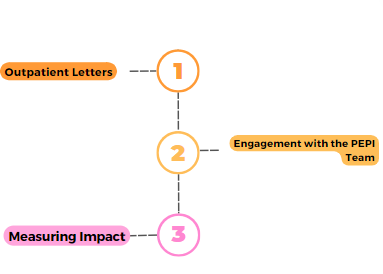 Outpatient Letters
1
2
Engagement with the PEPI
Team
Measuring Impact
3